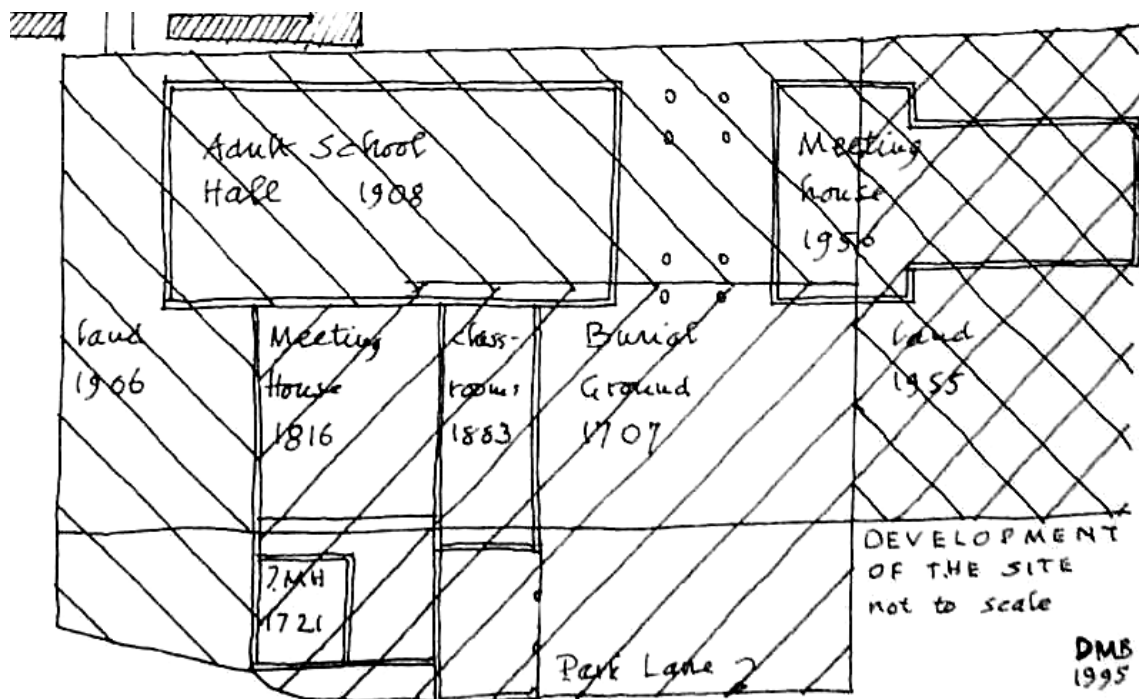 Adult School
Hall 1908
Meeting
house
1956
Land
1906
Meeting
House
1816
class-
rooms
1883
Burial
Ground
1707
Land
1955
?MH
1721
Park Lane
DEVELOPMENT
OF THE SITE
not to scale
DMB
1995